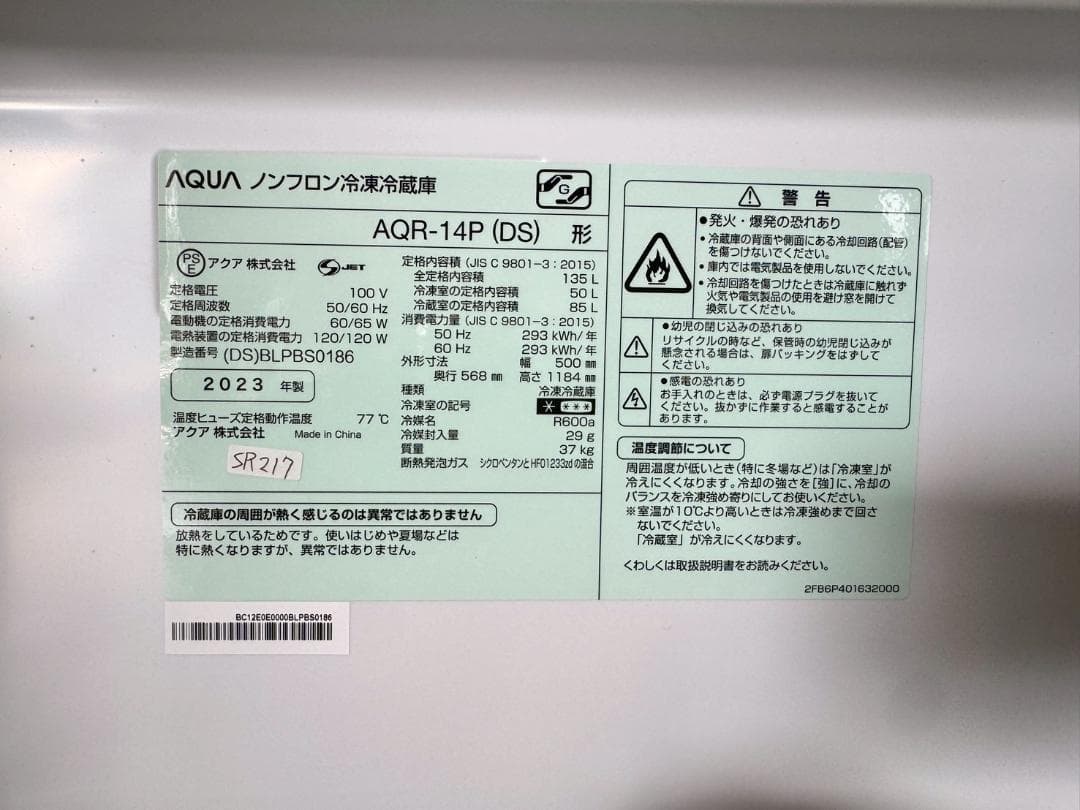 AQUA ノンフロン冷凍冷蔵庫
G
AQR-14P (DS) 形
PS
E
アクア 株式会社
S-JET
定格電圧 100 V
定格周波数 50/60 Hz
電動機の定格消費電力 60/65 W
電熱装置の定格消費電力 120/120 W
製造番号 (DS)BLPBS0186
2023 年製
温度ヒューズ定格動作温度 77 ℃
アクア 株式会社 Made in China
SR217
定格内容積 (JIS C 9801-3 : 2015)
全定格内容積 135 L
冷凍室の定格内容積 50 L
冷蔵室の定格内容積 85 L
消費電力量 (JIS C 9801-3 : 2015)
50 Hz 293 kWh/年
60 Hz 293 kWh/年
外形寸法 幅 500 ㎜
奥行 568 ㎜ 高さ 1184 ㎜
種類 冷凍冷蔵庫
冷凍室の記号 * ***
冷媒名 R600a
冷媒封入量 29 g
質量 37 kg
断熱発泡ガス シクロペンタンとHFO1233zdの混合
冷蔵庫の周囲が熱く感じるのは異常ではありません
放熱をしているためです。使いはじめや夏場などは
特に熱くなりますが、異常ではありません。
警 告
●発火・爆発の恐れあり
・冷蔵庫の背面や側面にある冷却回路(配管)
を傷つけないでください。
・庫内では電気製品を使用しないでください。
・冷却回路を傷つけたときは冷蔵庫に触れず
火気や電気製品の使用を避け窓を開けて
換気してください。
●幼児の閉じ込みの恐れあり
リサイクルの時など、保管時の幼児閉じ込みが
懸念される場合は、扉パッキングをはずして
ください。
●感電の恐れあり
お手入れのときは、必ず電源プラグを抜いて
ください。抜かずに作業すると感電することが
あります。
温度調節について
周囲温度が低いとき(特に冬場など)は「冷凍室」が
冷えにくくなります。冷却の強さを[強]に、冷却の
バランスを冷凍強め寄りにしてお使いください。
※室温が10℃より高いときは冷凍強めまで回さ
ないでください。
「冷蔵室」が冷えにくくなります。
くわしくは取扱説明書をお読みください。
2FB6P401632000
BC12E0E0000BLPBS0186